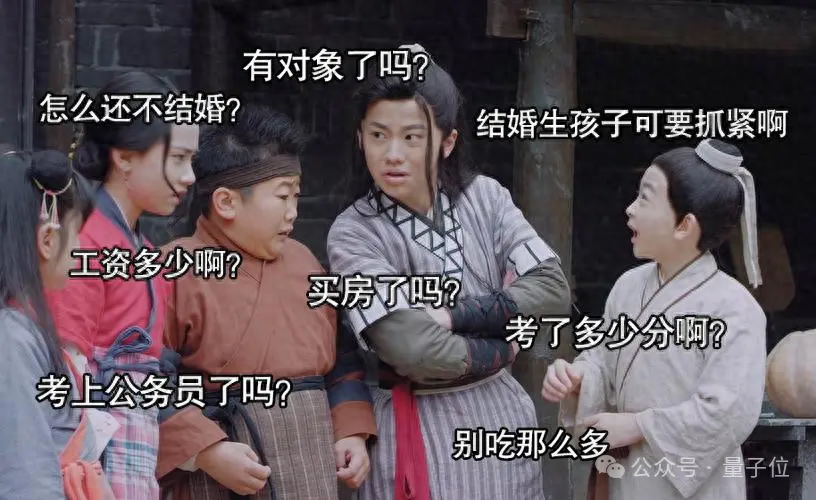 有对象了吗？
怎么还不结婚？
结婚生孩子可要抓紧啊
工资多少啊？
买房了吗？
考了多少分啊？
考上公务员了吗？
别吃那么多
公众号·量子位